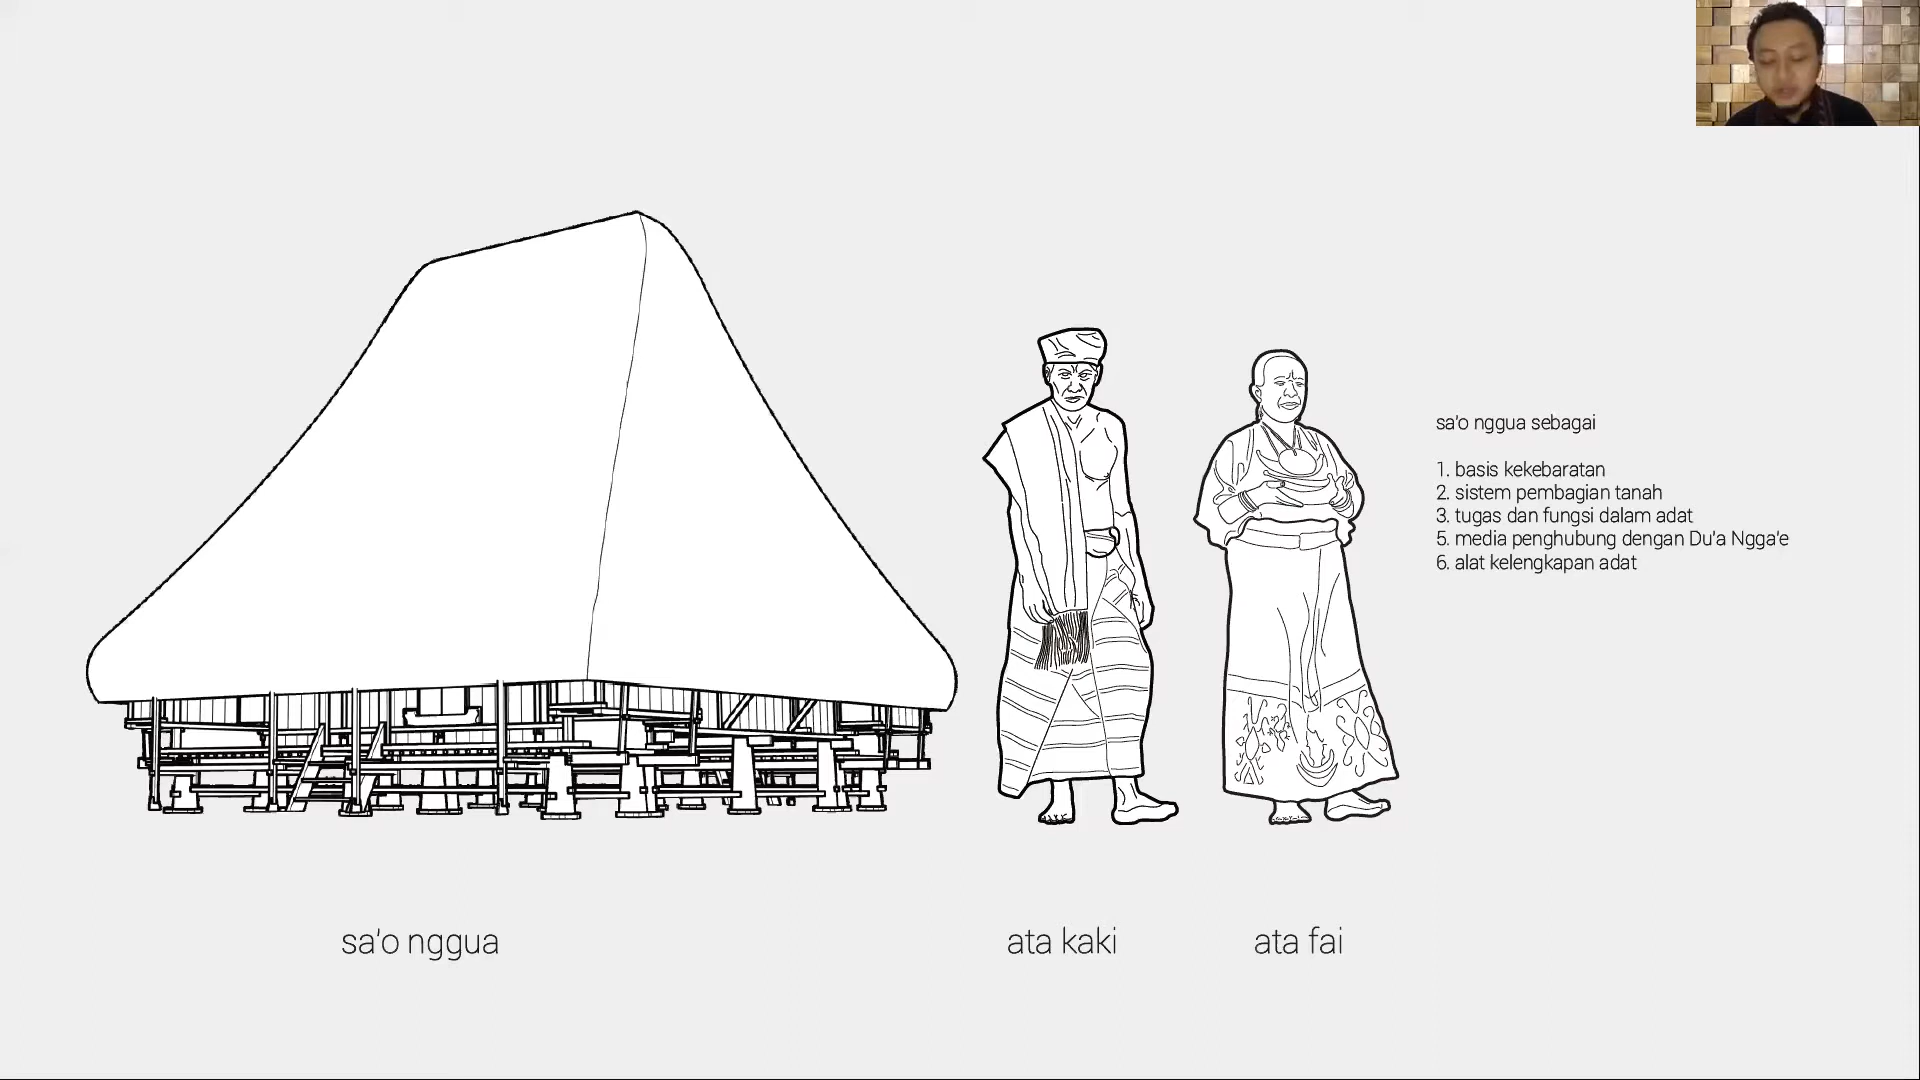 sa'o nggua sebagai
1. basis kekebaratan
2. sistem pembagian tanah
3. tugas dan fungsi dalam adat
5. media penghubung dengan Du'a Ngga'e
6. alat kelengkapan adat
sa'o nggua
ata kaki
ata fai